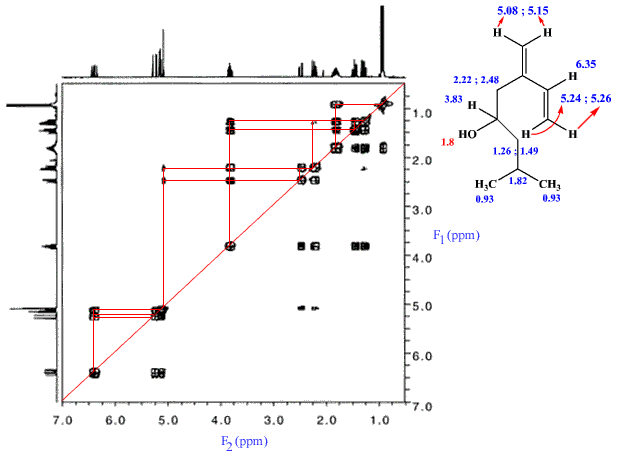 5.08 ; 5.15
H H
6.35
H
2.22 ; 2.48
5.24 ; 5.26
3.83
H
H H
HO
1.8
1.26 ; 1.49
1.82
H₃C CH₃
0.93 0.93
1.0
2.0
3.0
F₁ (ppm)
4.0
5.0
6.0
7.0
7.0 6.0 5.0 4.0 3.0 2.0 1.0
F₂ (ppm)